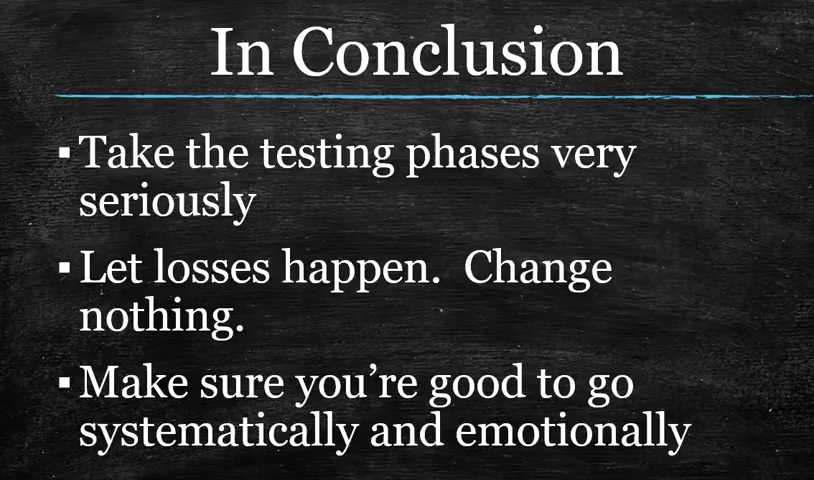 In Conclusion
▪Take the testing phases very
seriously
▪Let losses happen.  Change
nothing.
▪Make sure you’re good to go
systematically and emotionally